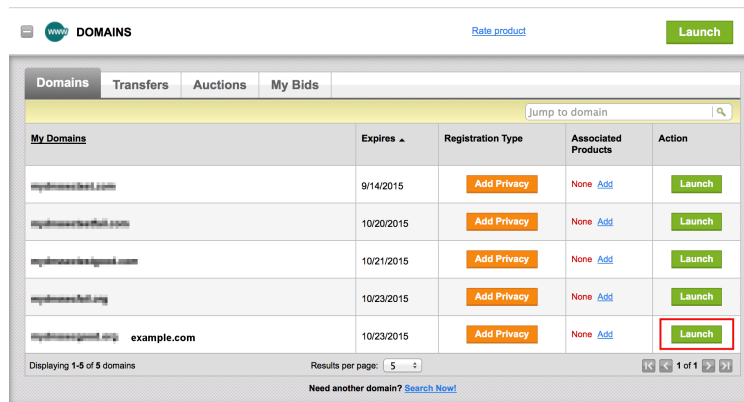 www DOMAINS Rate product Launch
Domains Transfers Auctions My Bids
Jump to domain
My Domains Expires Registration Type Associated Products Action
9/14/2015 Add Privacy None Add Launch
10/20/2015 Add Privacy None Add Launch
10/21/2015 Add Privacy None Add Launch
10/23/2015 Add Privacy None Add Launch
example.com 10/23/2015 Add Privacy None Add Launch
Displaying 1-5 of 5 domains Results per page: 5 1 of 1
Need another domain? Search Now!